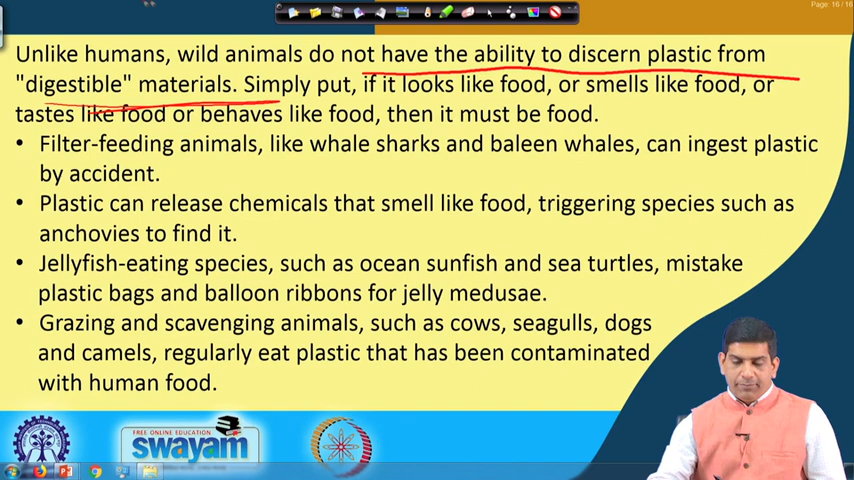 Page: 16 / 16
Unlike humans, wild animals do not have the ability to discern plastic from
"digestible" materials. Simply put, if it looks like food, or smells like food, or
tastes like food or behaves like food, then it must be food.
• Filter-feeding animals, like whale sharks and baleen whales, can ingest plastic
by accident.
• Plastic can release chemicals that smell like food, triggering species such as
anchovies to find it.
• Jellyfish-eating species, such as ocean sunfish and sea turtles, mistake
plastic bags and balloon ribbons for jelly medusae.
• Grazing and scavenging animals, such as cows, seagulls, dogs
and camels, regularly eat plastic that has been contaminated
with human food.
FREE ONLINE EDUCATION
swayam